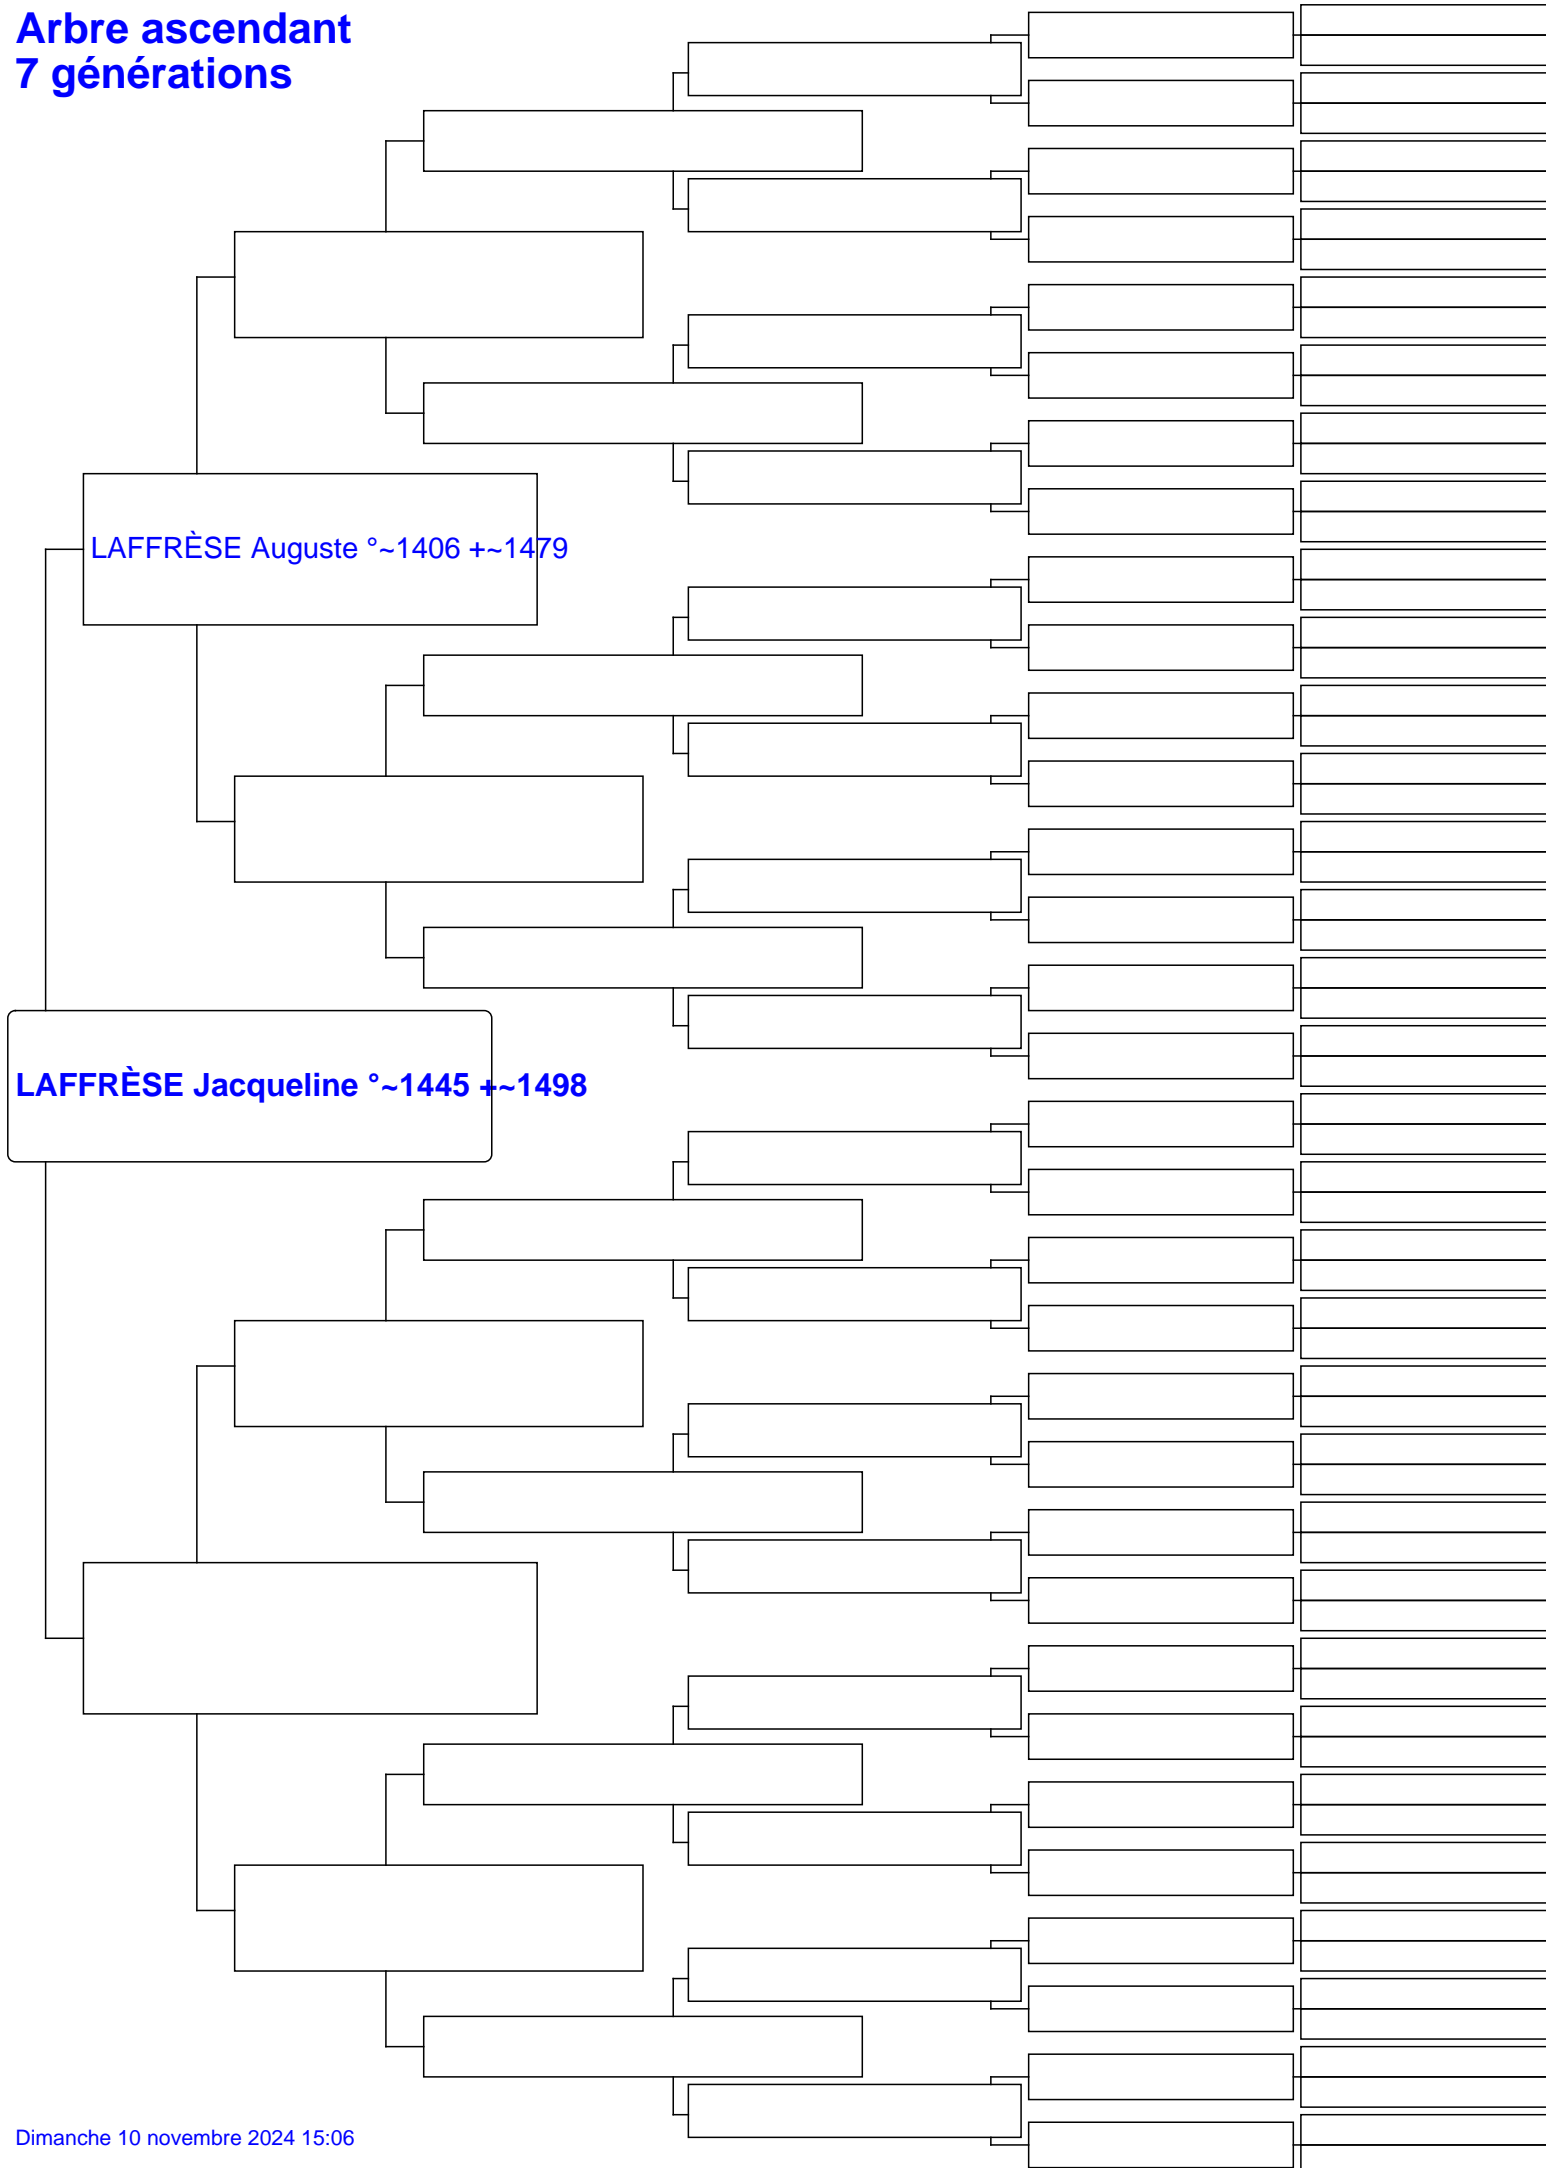 Arbre ascendant
7 générations
LAFFRÈSE Auguste °~1406 +~1479
LAFFRÈSE Jacqueline °~1445 +~1498
Dimanche 10 novembre 2024 15:06